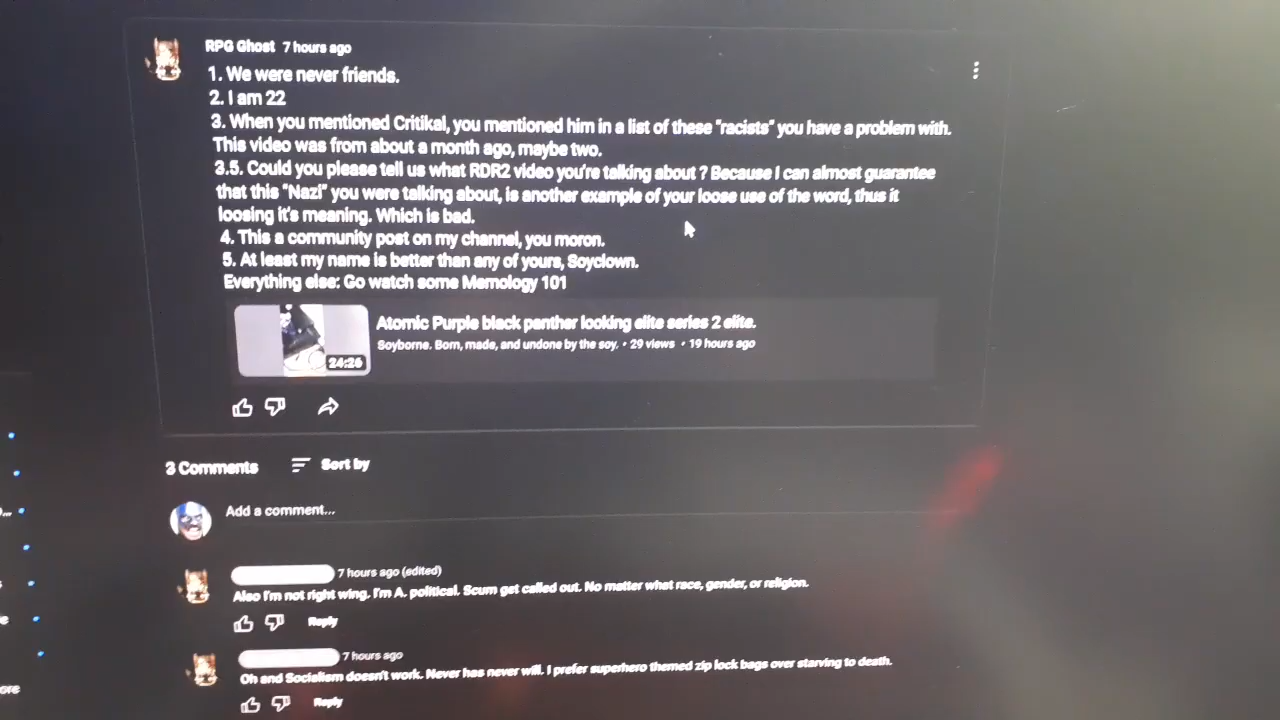 RPG Ghost 7 hours ago
1. We were never friends.
2. I am 22
3. When you mentioned Critikal, you mentioned him in a list of these "racists" you have a problem with.
This video was from about a month ago, maybe two.
3.5. Could you please tell us what RDR2 video you're talking about ? Because I can almost guarantee
that this "Nazi" you were talking about, is another example of your loose use of the word, thus it
loosing it's meaning. Which is bad.
4. This a community post on my channel, you moron.
5. At least my name is better than any of yours, Soyclown.
Everything else: Go watch some Memology 101
Atomic Purple black panther looking elite series 2 elite.
Soyborne. Born, made, and undone by the soy. • 29 views • 19 hours ago
24:26
3 Comments Sort by
Add a comment...
7 hours ago (edited)
Also I'm not right wing. I'm A. political. Scum get called out. No matter what race, gender, or religion.
Reply
7 hours ago
Oh and Socialism doesn't work. Never has never will. I prefer superhero themed zip lock bags over starving to death.
Reply
ore